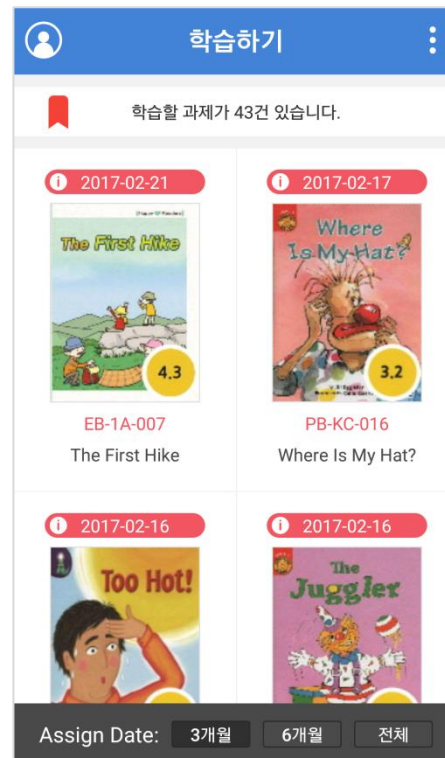 학습하기
학습할 과제가 43건 있습니다.
2017-02-21
2017-02-17
The First Hike
4.3
Where
Is My Hat?
3.2
EB-1A-007
PB-KC-016
The First Hike
Where Is My Hat?
2017-02-16
2017-02-16
Too Hot!
The
Juggler
Assign Date: 3개월 6개월 전체